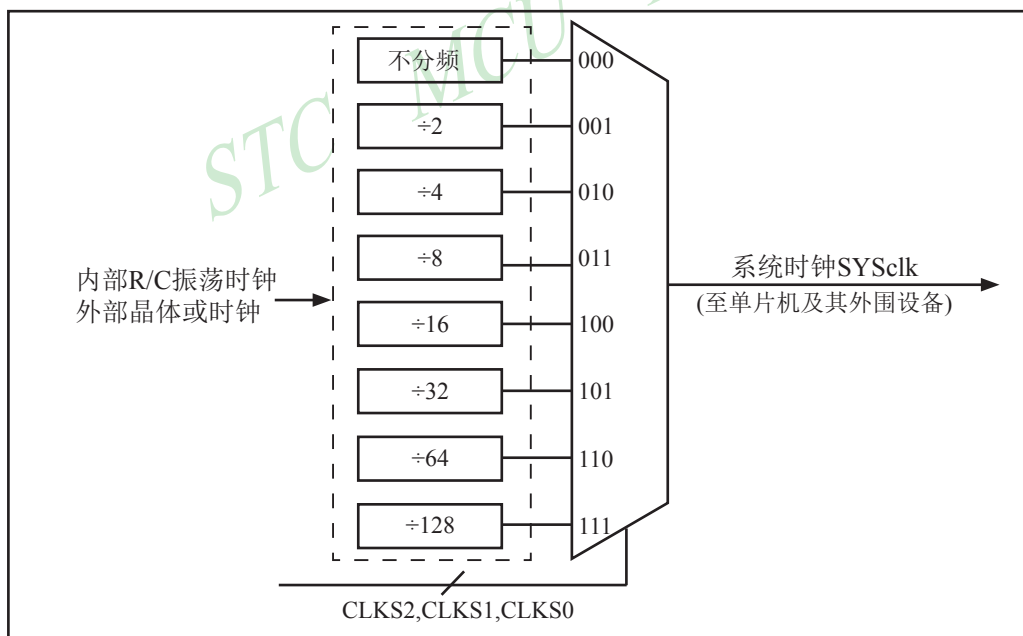 STC MCU
不分频
000
÷2
001
÷4
010
÷8
011
÷16
100
÷32
101
÷64
110
÷128
111
内部R/C振荡时钟
外部晶体或时钟
系统时钟SYSclk
(至单片机及其外围设备)
CLKS2,CLKS1,CLKS0